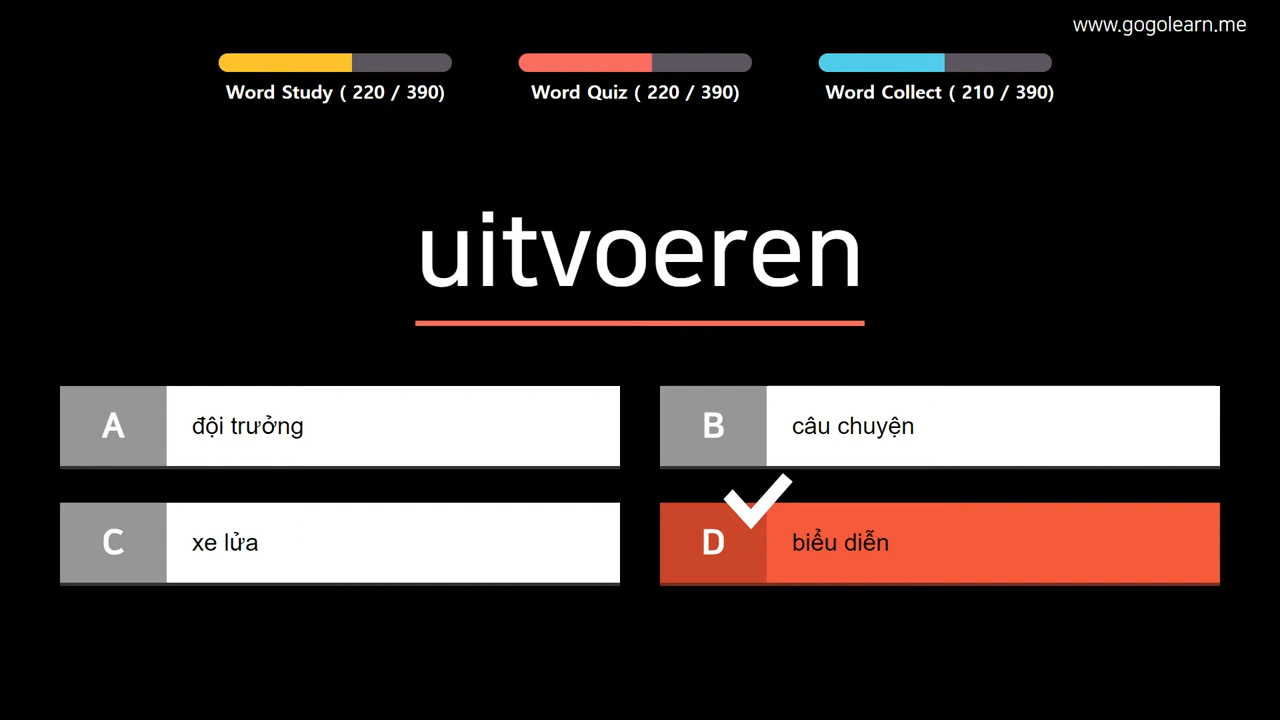 www.gogolearn.me
Word Study ( 220 / 390)
Word Quiz ( 220 / 390)
Word Collect ( 210 / 390)
uitvoeren
A đội trưởng
B câu chuyện
C xe lửa
D biểu diễn